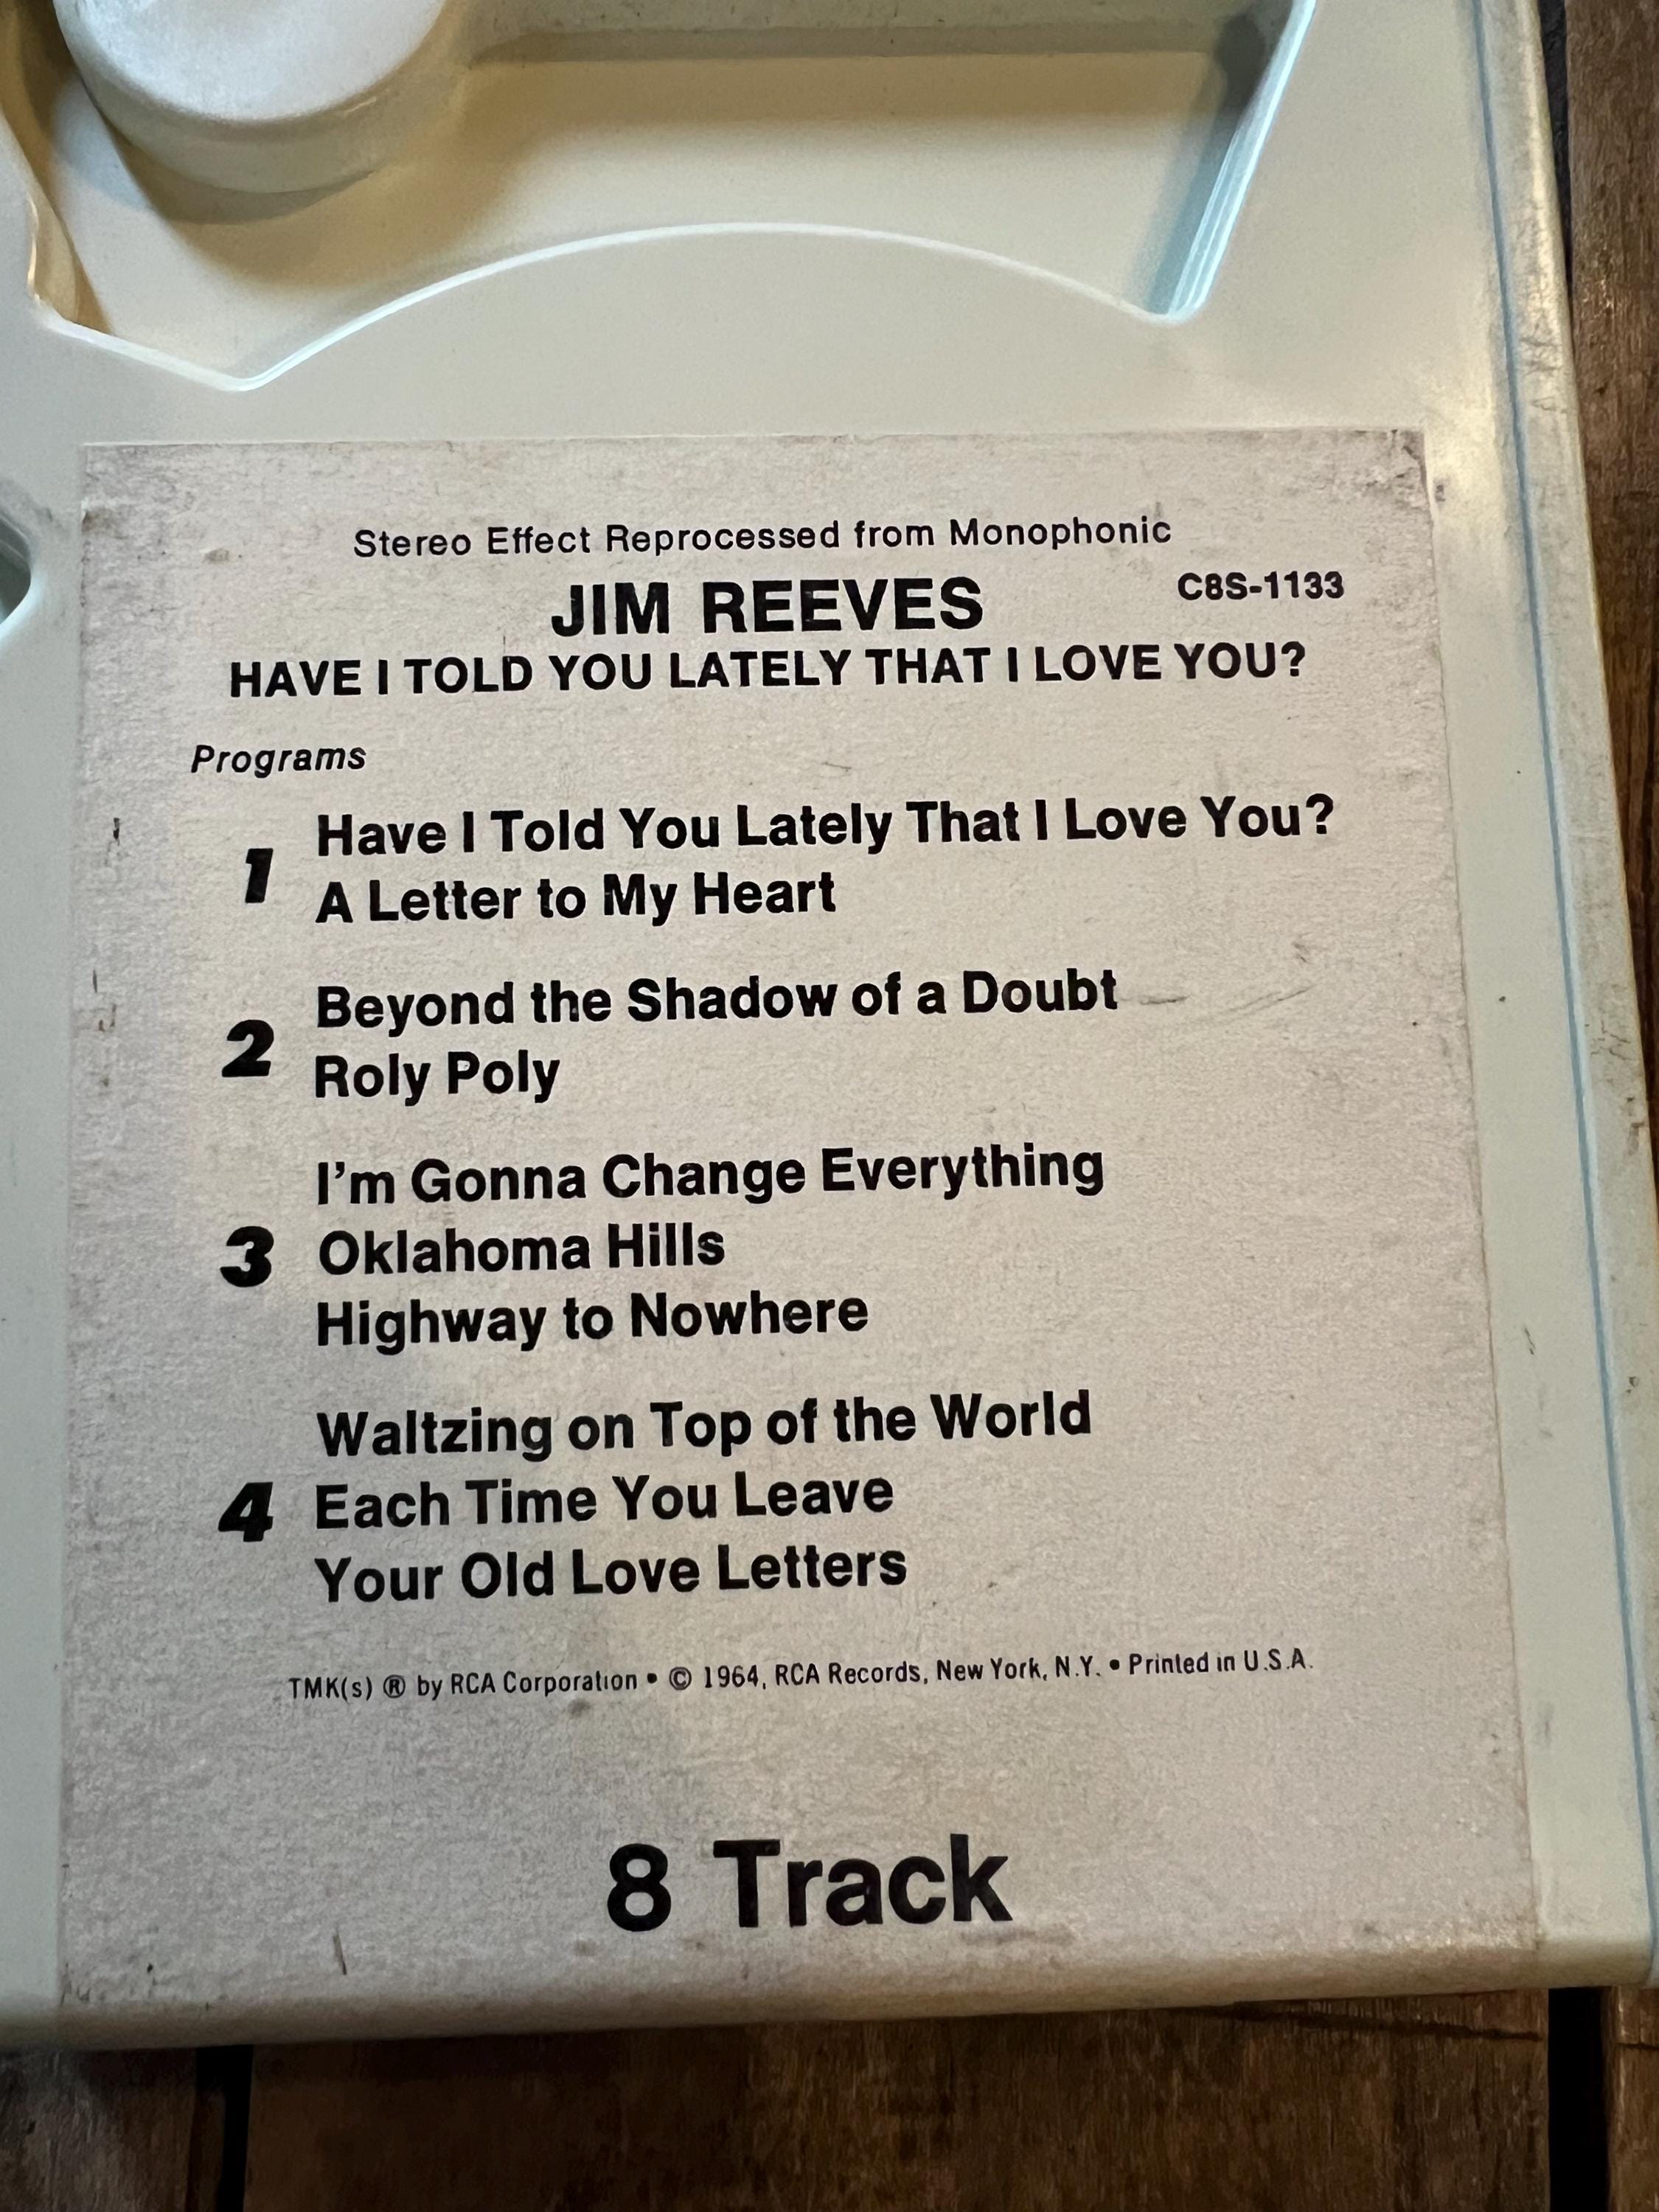 Stereo Effect Reprocessed from Monophonic
JIM REEVES
C8S-1133
HAVE I TOLD YOU LATELY THAT I LOVE YOU?
Programs
1
Have I Told You Lately That I Love You?
A Letter to My Heart
2
Beyond the Shadow of a Doubt
Roly Poly
3
I'm Gonna Change Everything
Oklahoma Hills
Highway to Nowhere
4
Waltzing on Top of the World
Each Time You Leave
Your Old Love Letters
TMK(s) ® by RCA Corporation • © 1964, RCA Records, New York, N.Y. • Printed in U.S.A.
8 Track